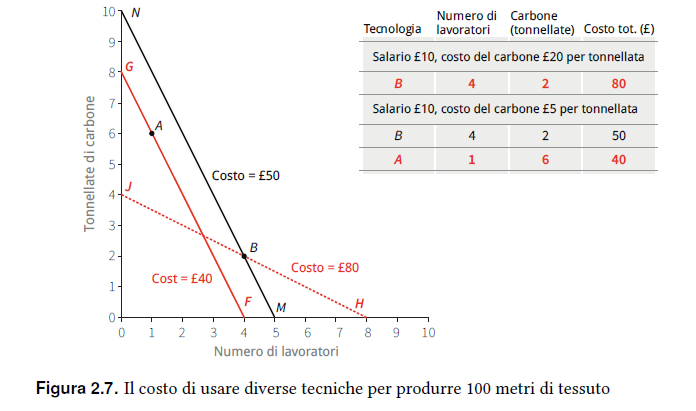 Tonnellate di carbone
10
9
8
7
6
5
4
3
2
1
0
N
G
A
J
B
F
M
H
Costo = £50
Costo = £80
Cost = £40
0 1 2 3 4 5 6 7 8 9 10
Numero di lavoratori
Tecnologia Numero di lavoratori Carbone (tonnellate) Costo tot. (£)
Salario £10, costo del carbone £20 per tonnellata
B 4 2 80
Salario £10, costo del carbone £5 per tonnellata
B 4 2 50
A 1 6 40
Figura 2.7. Il costo di usare diverse tecniche per produrre 100 metri di tessuto